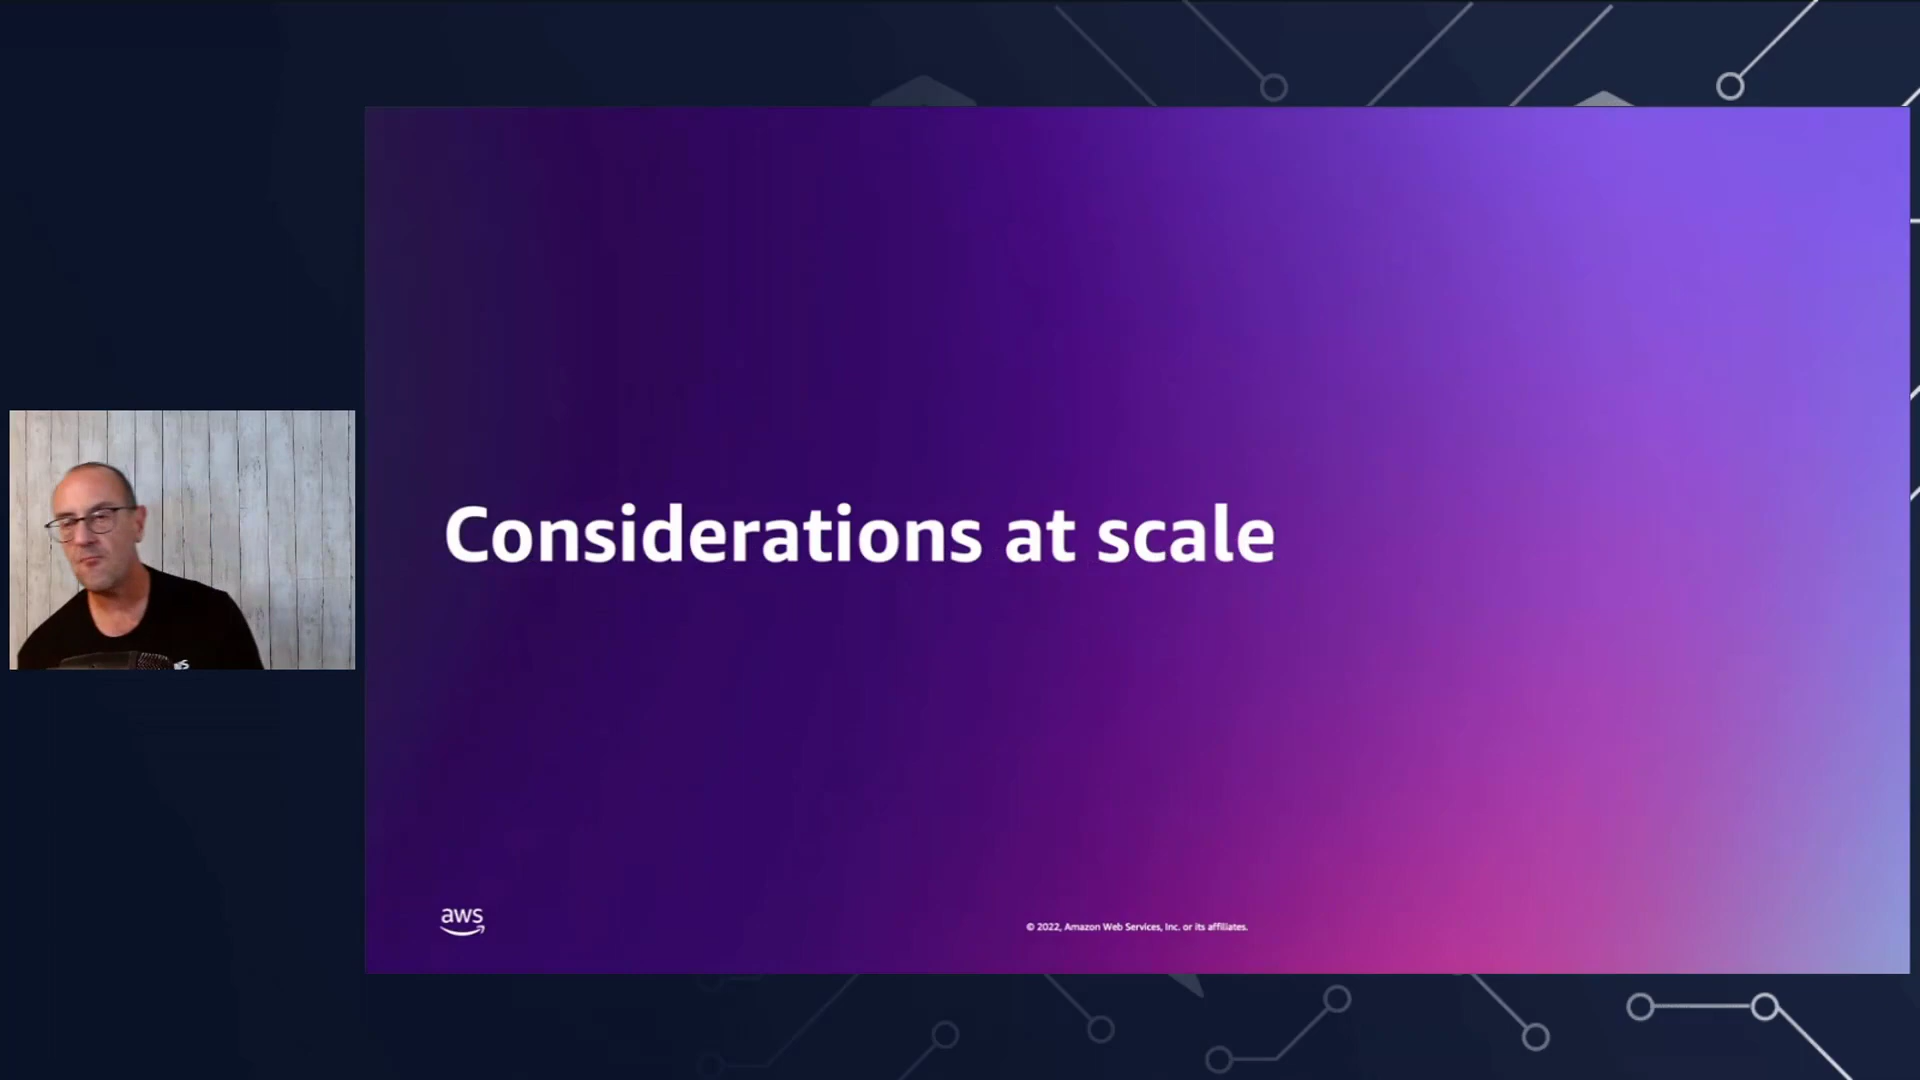 Considerations at scale
aws
© 2022, Amazon Web Services, Inc. or its affiliates.